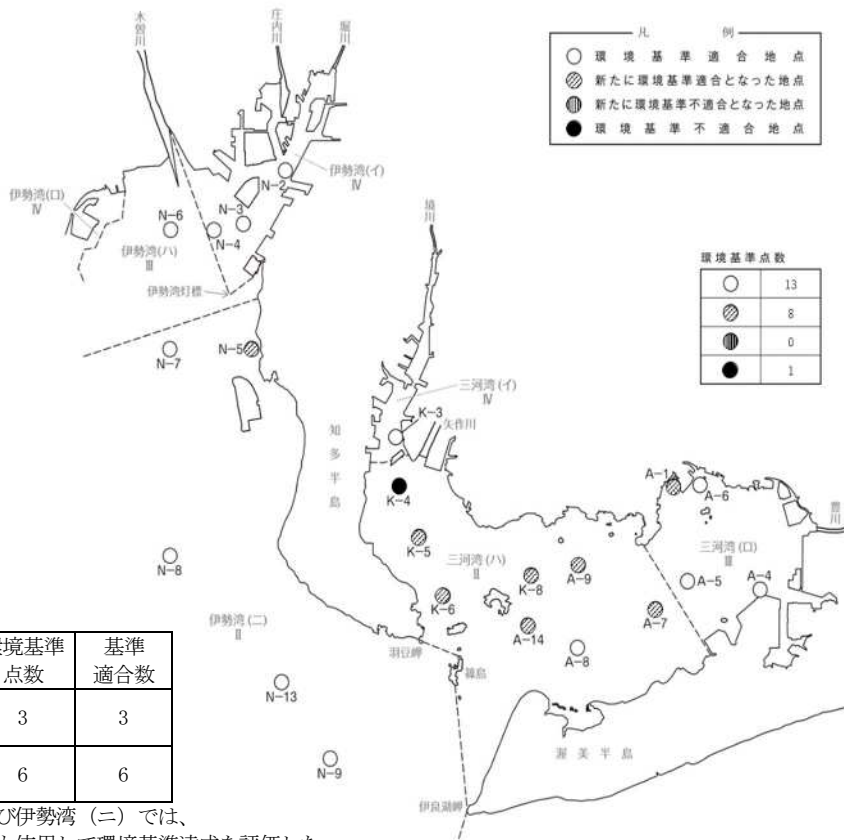 木曽川
庄内川
堀川
凡　例
環境基準適合地点
新たに環境基準適合となった地点
新たに環境基準不適合となった地点
環境基準不適合地点
伊勢湾(イ)
Ⅳ
N-2
伊勢湾(ロ)
Ⅳ
N-6
N-3
N-4
伊勢湾(ハ)
Ⅲ
境川
伊勢湾灯標
環境基準点数
13
8
0
1
N-7
N-5
三河湾(イ)
Ⅳ
K-3
矢作川
知多半島
K-4
A-1
A-6
豊川
K-5
三河湾(ハ)
Ⅱ
A-9
K-8
三河湾(ロ)
Ⅲ
A-5
A-4
N-8
K-6
A-7
A-14
A-8
伊勢湾(ニ)
Ⅱ
羽豆岬
篠島
N-13
渥美半島
N-9
伊良湖岬
環境基準
点数
基準
適合数
3 3
6 6
び伊勢湾（ニ）では、
使用して環境基準達成を評価した